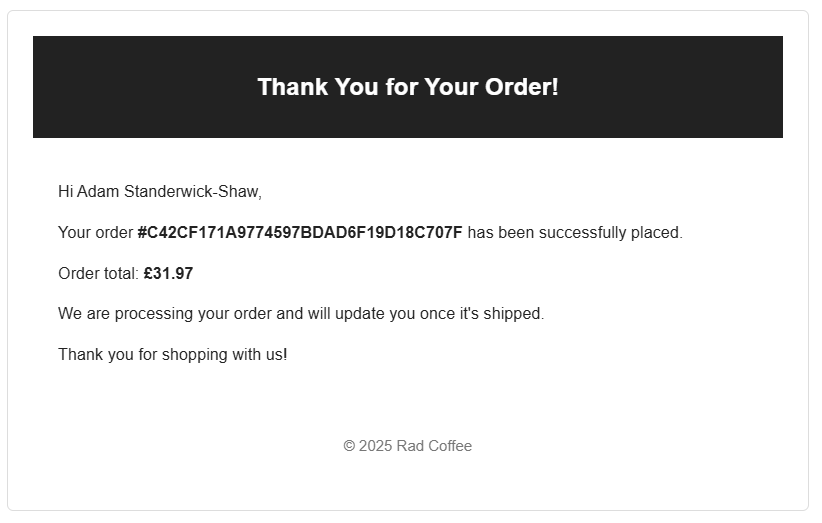 Thank You for Your Order!
Hi Adam Standerwick-Shaw,
Your order #C42CF171A9774597BDAD6F19D18C707F has been successfully placed.
Order total: £31.97
We are processing your order and will update you once it's shipped.
Thank you for shopping with us!
© 2025 Rad Coffee